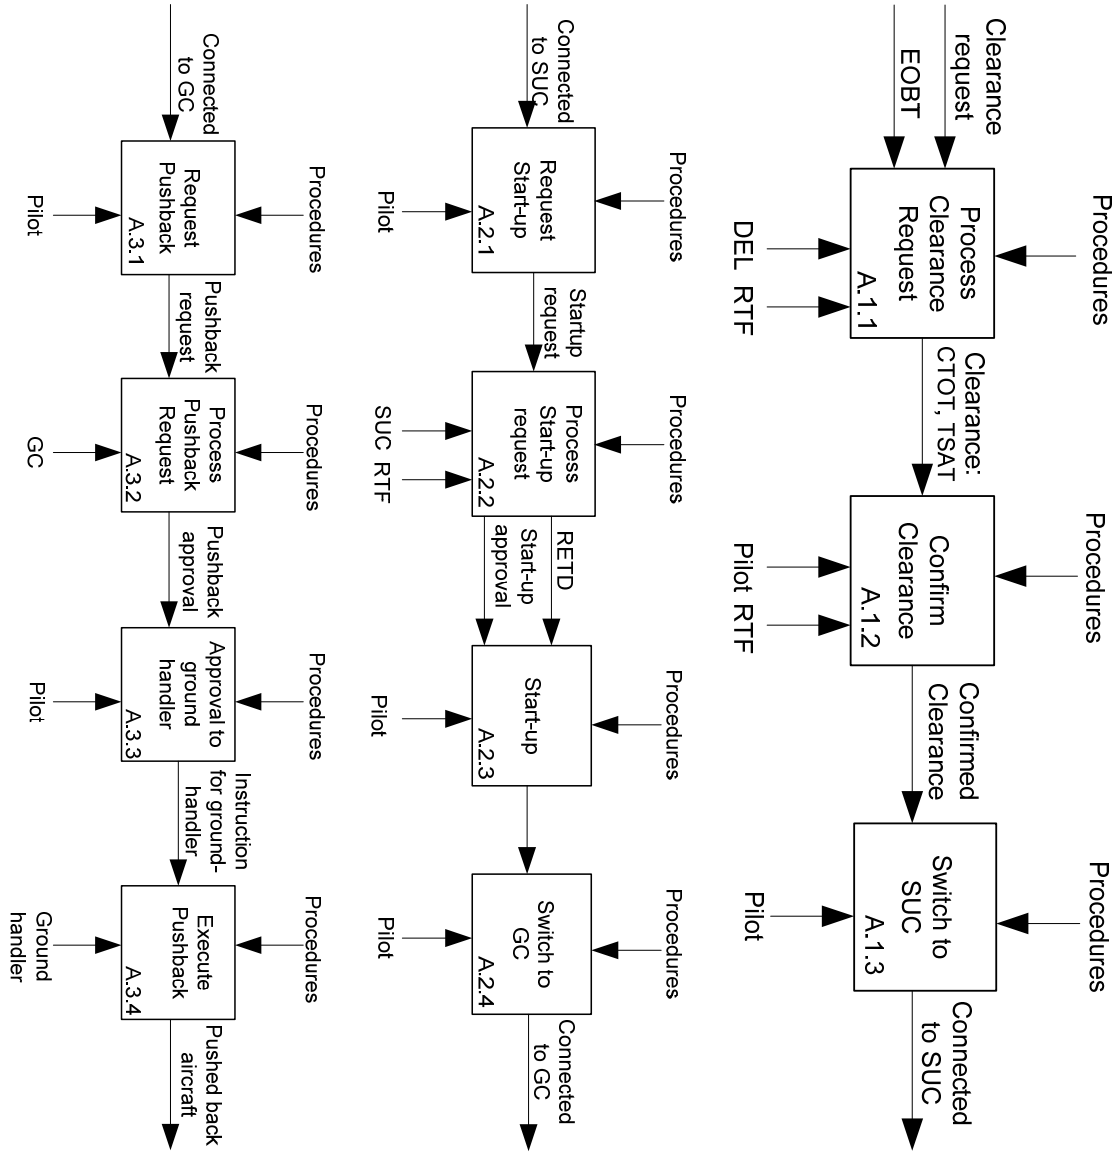 Procedures
Clearance
request
EOBT
Process
Clearance
Request
A.1.1
DEL RTF
Clearance:
CTOT, TSAT
Procedures
Confirm
Clearance
A.1.2
Pilot RTF
Confirmed
Clearance
Procedures
Switch to
SUC
A.1.3
Pilot
Connected
to SUC
Connected
to SUC
Procedures
Request
Start-up
A.2.1
Pilot
Startup
request
Procedures
Process
Start-up
request
A.2.2
SUC RTF
RETD
Start-up
approval
Procedures
Start-up
A.2.3
Pilot
Procedures
Switch to
GC
A.2.4
Pilot
Connected
to GC
Connected
to GC
Procedures
Request
Pushback
A.3.1
Pilot
Pushback
request
Procedures
Process
Pushback
Request
A.3.2
GC
Pushback
approval
Procedures
Approval to
ground
handler
A.3.3
Pilot
Instruction
for ground-
handler
Procedures
Execute
Pushback
A.3.4
Ground
handler
Pushed back
aircraft